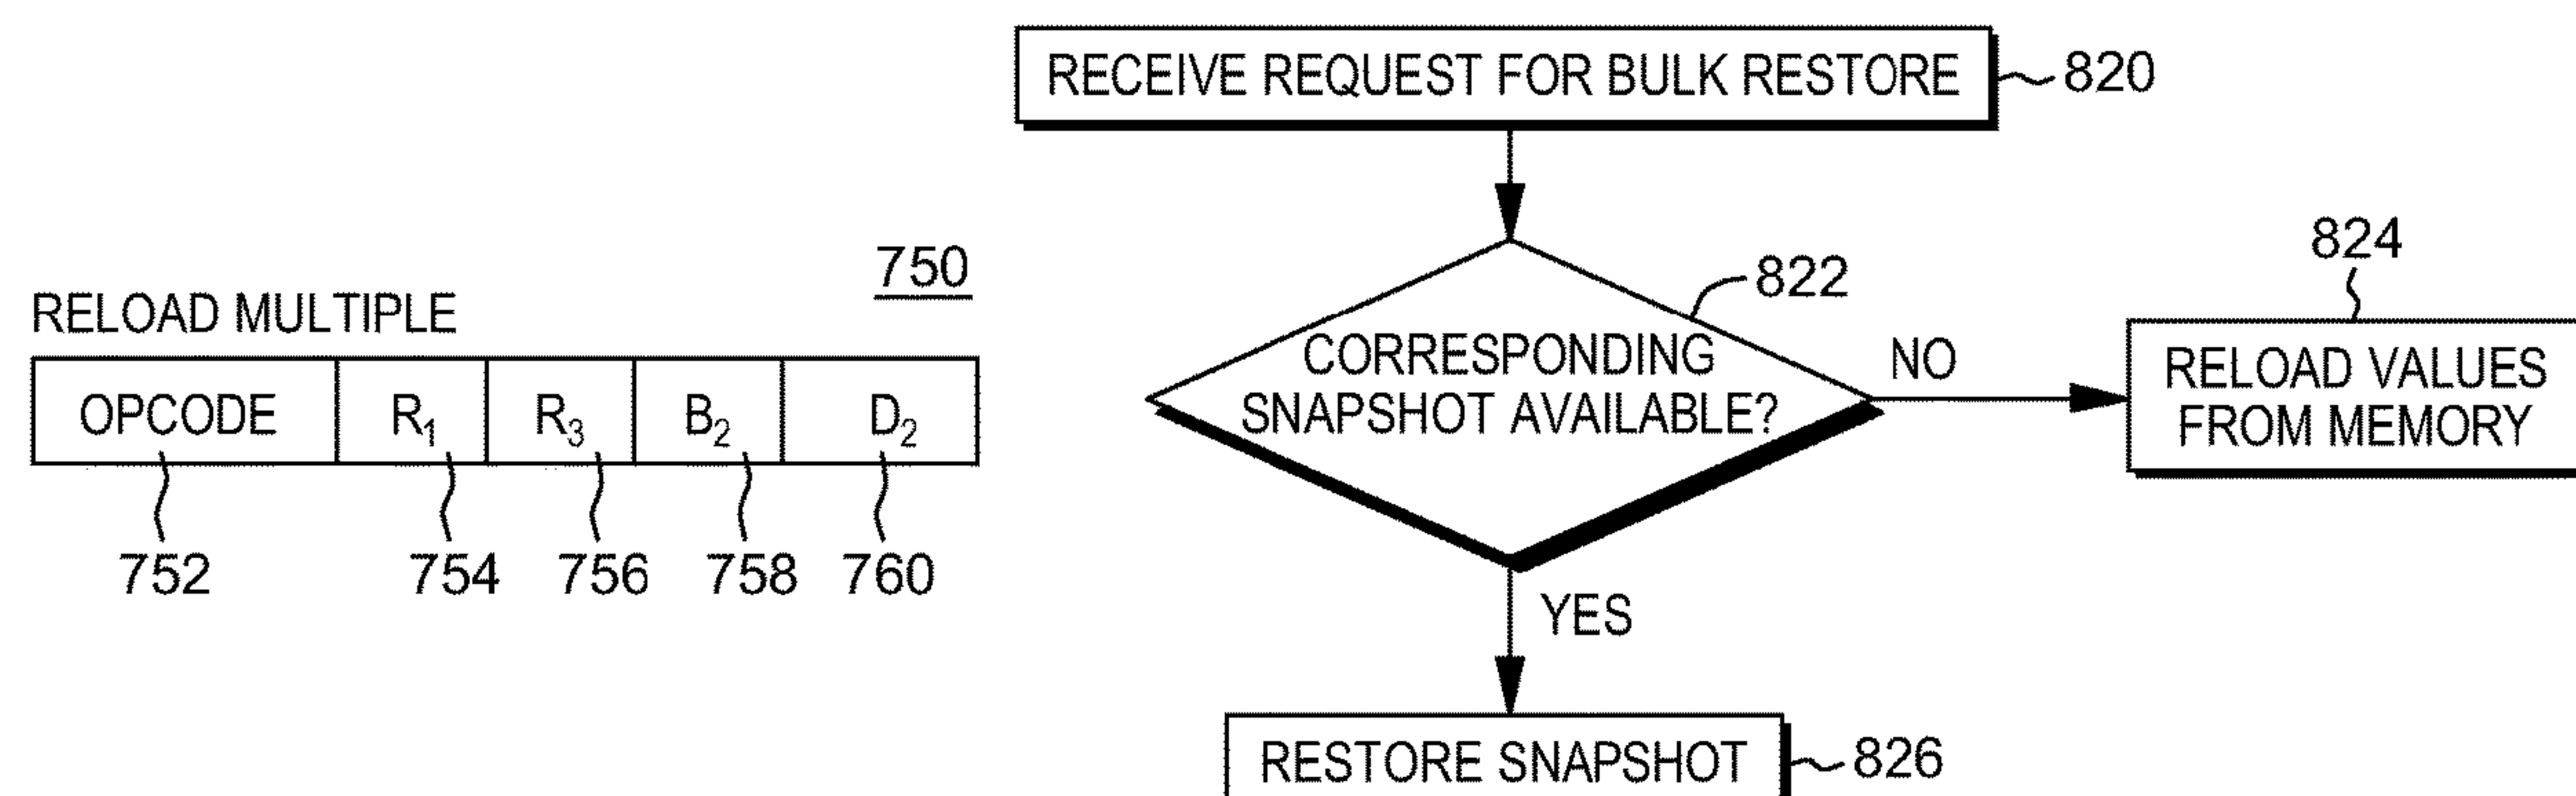 750
RELOAD MULTIPLE
OPCODE R1 R3 B2 D2
752 754 756 758 760
RECEIVE REQUEST FOR BULK RESTORE
820
822
CORRESPONDING
SNAPSHOT AVAILABLE?
NO
824
RELOAD VALUES
FROM MEMORY
YES
RESTORE SNAPSHOT
826